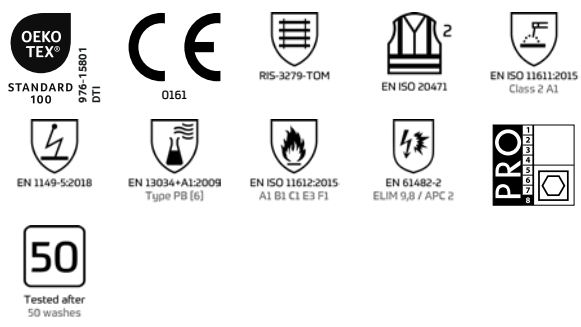 OEKO
TEX®
STANDARD
100
976-15801
DTI
CE
0161
RIS-3279-TOM
2
EN ISO 20471
EN ISO 11611:2015
Class 2 A1
EN 1149-5:2018
EN 13034+A1:2009
Type PB [6]
EN ISO 11612:2015
A1 B1 C1 E3 F1
EN 61482-2
ELIM 9,8 / APC 2
PRO
1
2
3
4
5
6
7
8
50
Tested after
50 washes